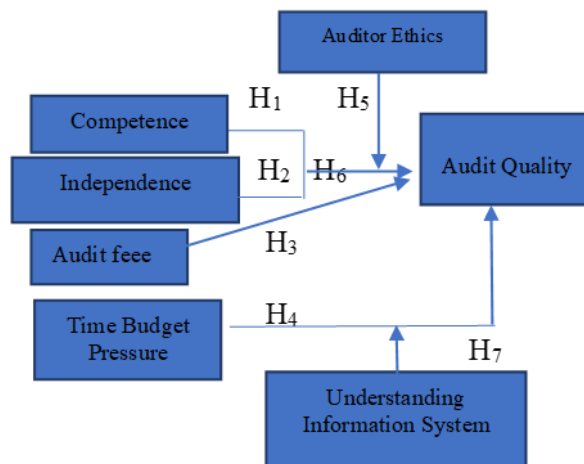 Auditor Ethics
H1
H5
Competence
Audit Quality
Independence
H2
H6
Audit feee
H3
Time Budget
Pressure
H4
H7
Understanding
Information System